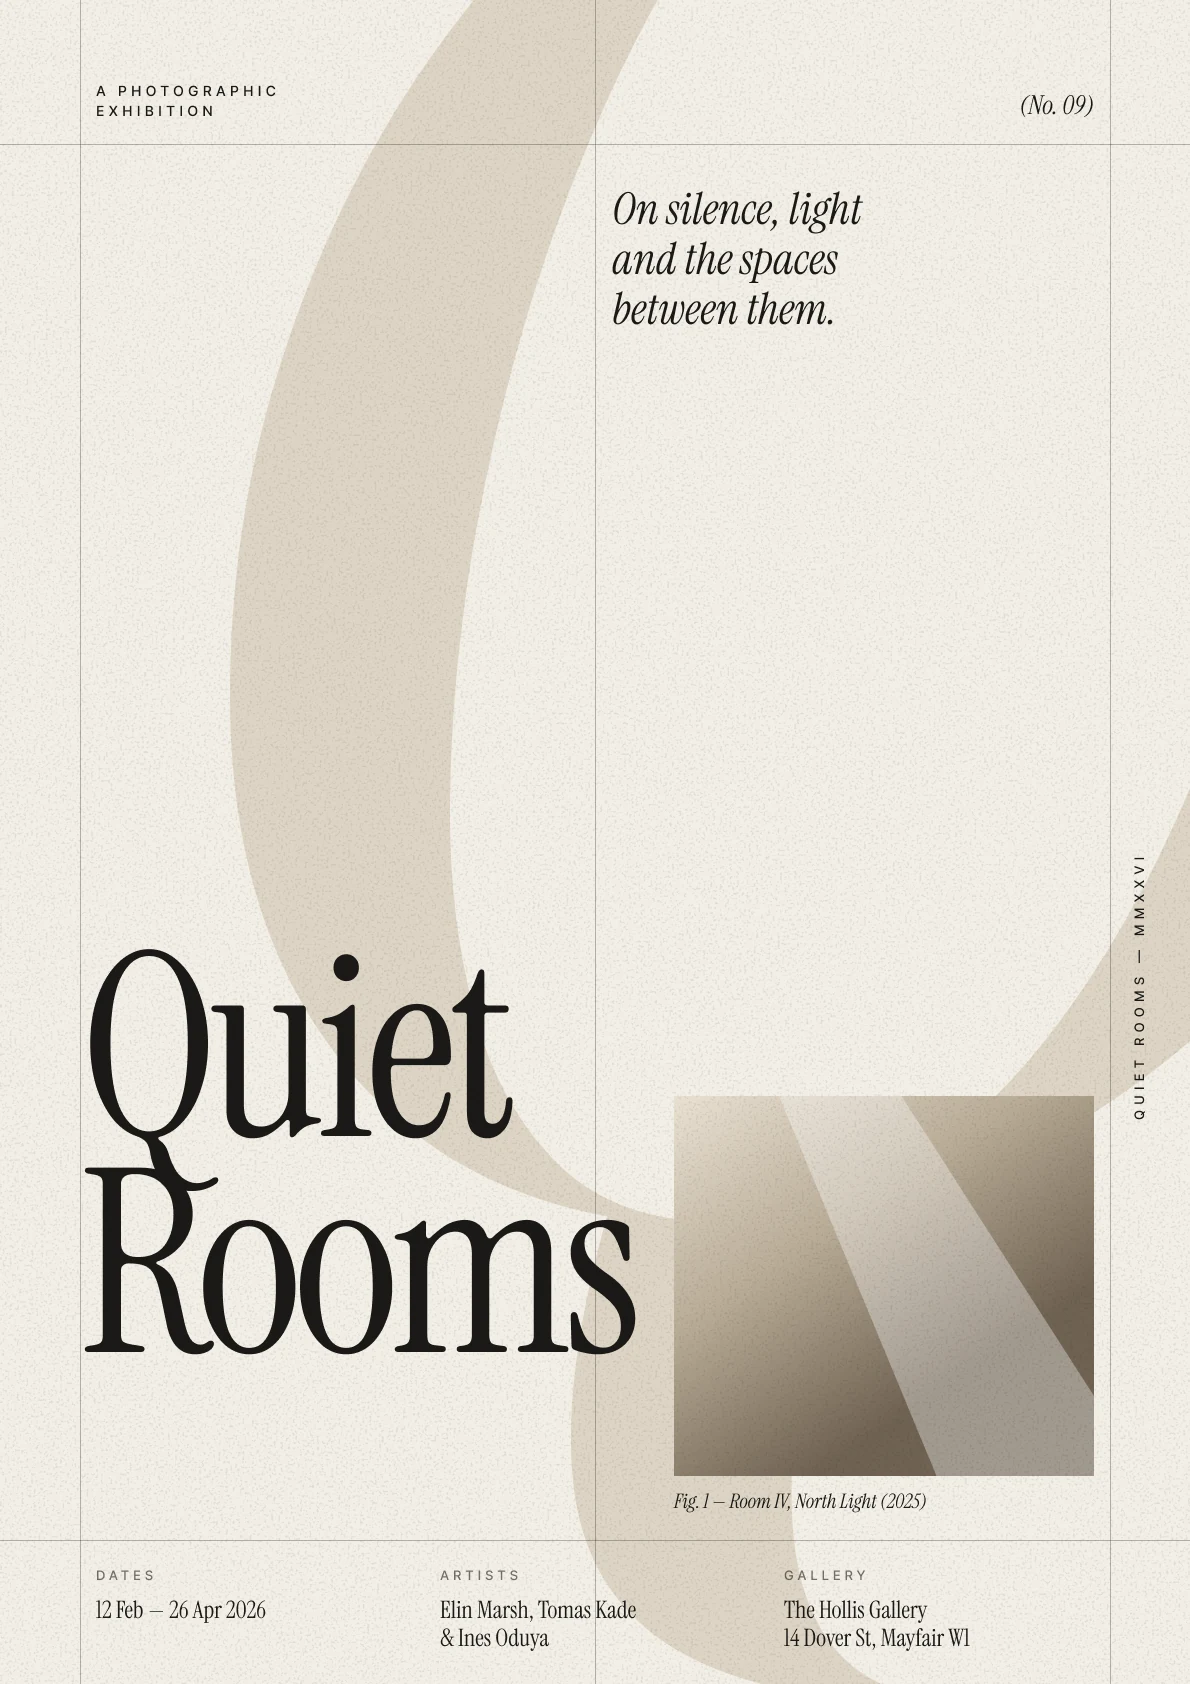 A PHOTOGRAPHIC
EXHIBITION
(No. 09)
On silence, light
and the spaces
between them.
QUIET ROOMS — MMXXVI
Quiet
Rooms
Fig. 1 — Room IV, North Light (2025)
DATES
12 Feb — 26 Apr 2026
ARTISTS
Elin Marsh, Tomas Kade
& Ines Oduya
GALLERY
The Hollis Gallery
14 Dover St, Mayfair W1